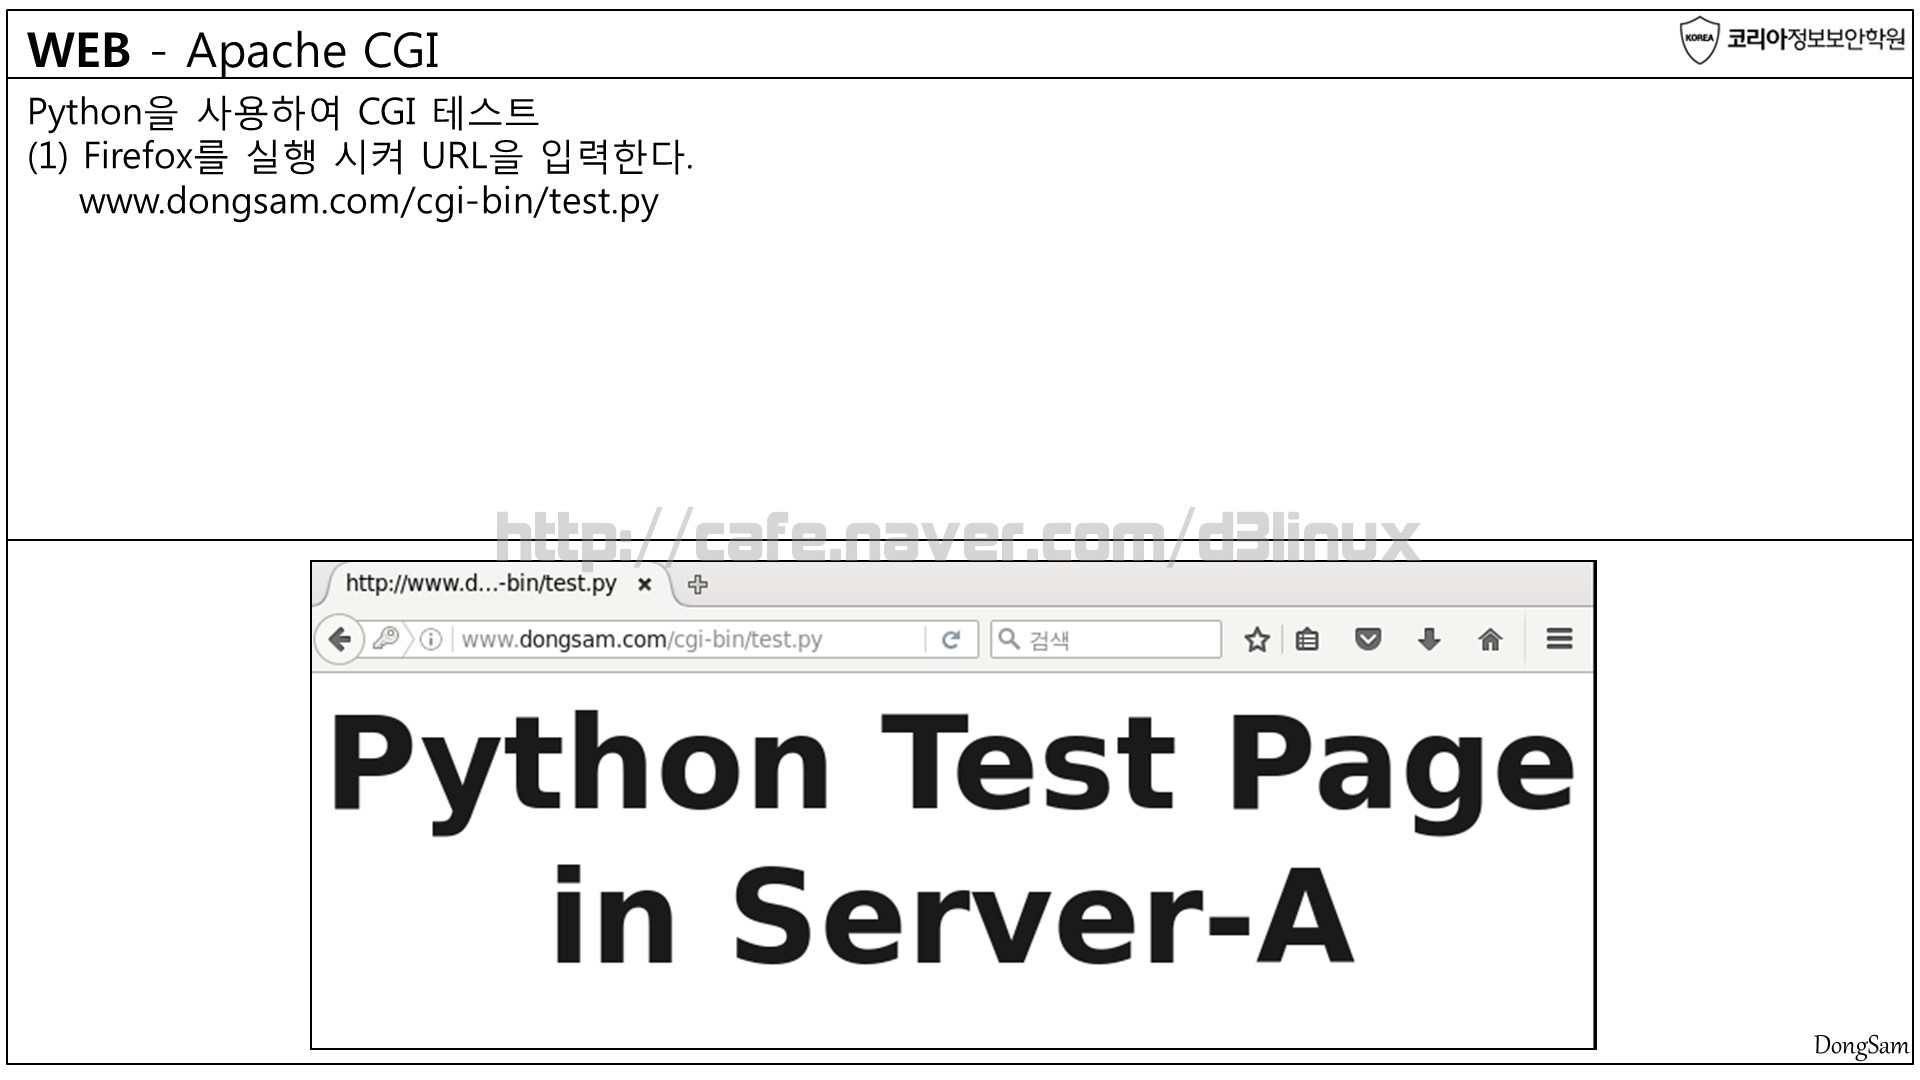 WEB - Apache CGI
KOREA 코리아정보보안학원
Python을 사용하여 CGI 테스트
(1) Firefox를 실행 시켜 URL을 입력한다.
www.dongsam.com/cgi-bin/test.py
http://cafe.naver.com/d3linux
http://www.d...-bin/test.py
www.dongsam.com/cgi-bin/test.py 검색
Python Test Page
in Server-A
DongSam